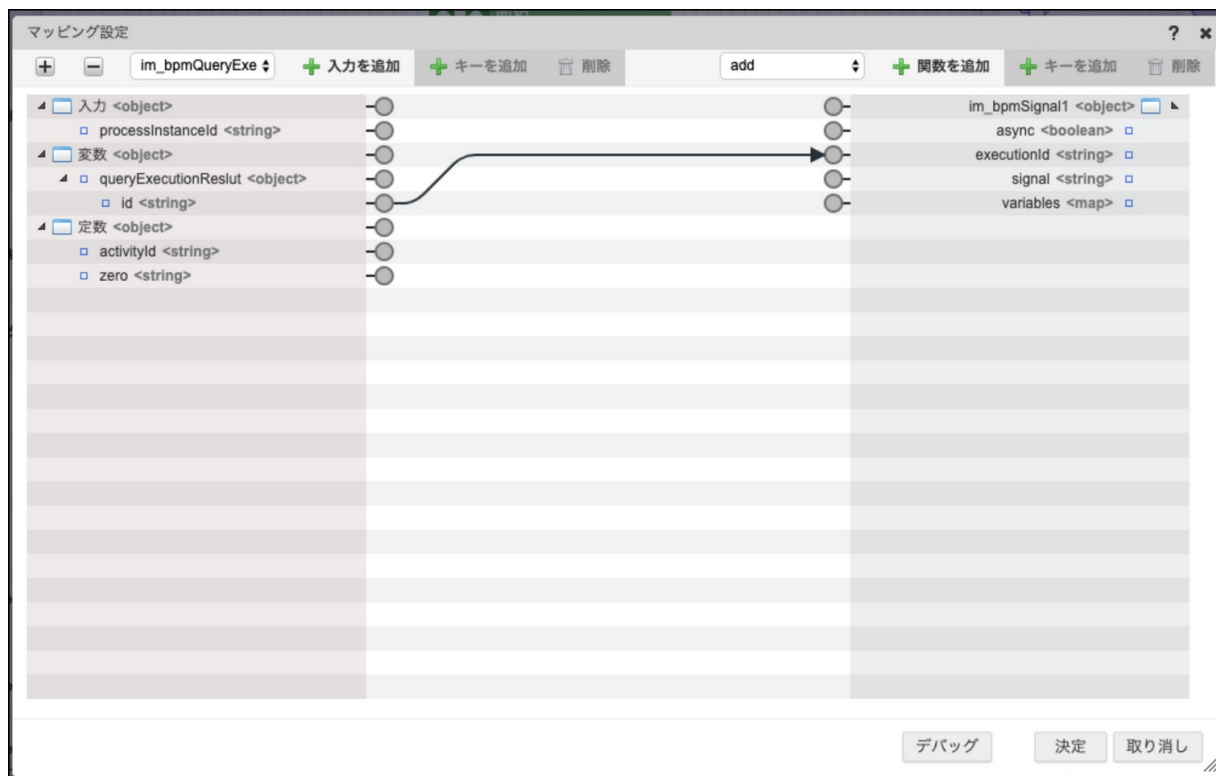 マッピング設定 ?
im_bpmQueryExe 入力を追加 キーを追加 削除 add 関数を追加 キーを追加 削除
入力 <object> im_bpmSignal1 <object>
processInstanceId <string> async <boolean>
変数 <object> executionId <string>
queryExecutionReslut <object> signal <string>
id <string> variables <map>
定数 <object>
activityId <string>
zero <string>
デバッグ 決定 取り消し